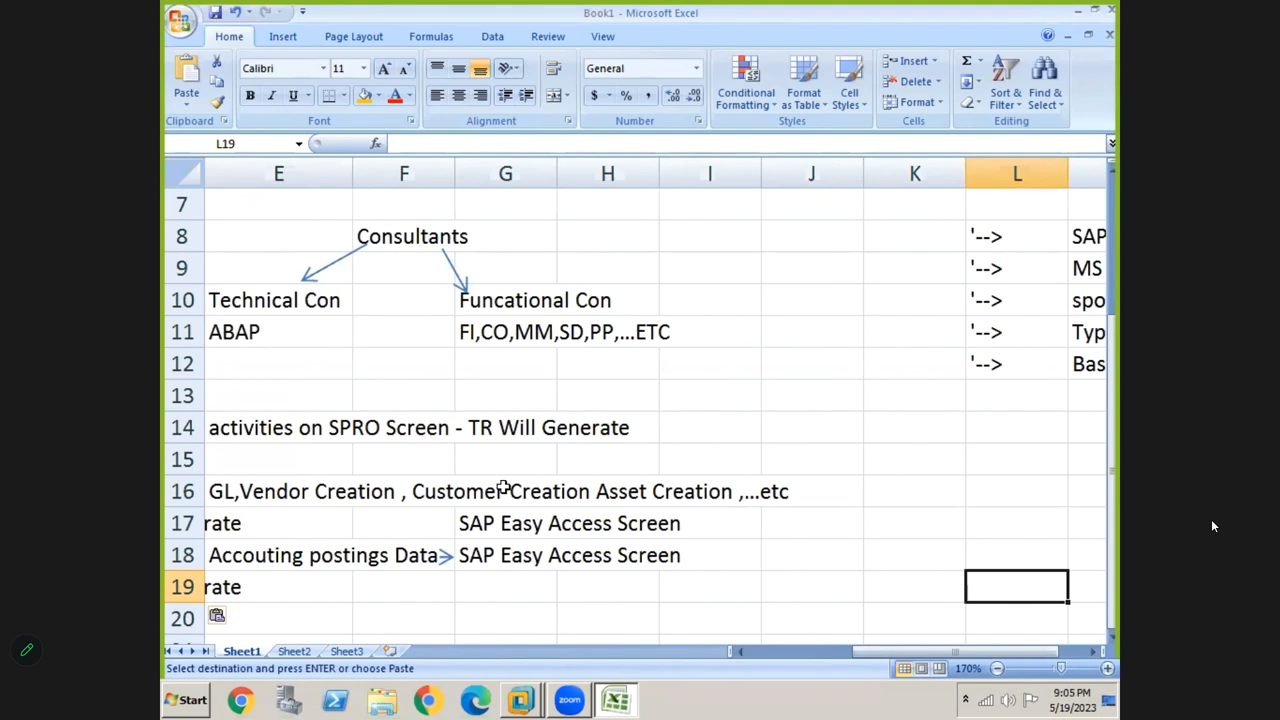 Book1 - Microsoft Excel
Home Insert Page Layout Formulas Data Review View
Paste
Calibri 11
General
B I U
$ % ,
Conditional Formatting
Format as Table
Cell Styles
Insert
Delete
Format
Sort & Filter
Find & Select
Clipboard Font Alignment Number Styles Cells Editing
L19 fx
E F G H I J K L
7
8 Consultants '--> SAP
9 '--> MS
10 Technical Con Funcational Con '--> spo
11 ABAP FI,CO,MM,SD,PP,...ETC '--> Typ
12 '--> Bas
13
14 activities on SPRO Screen - TR Will Generate
15
16 GL,Vendor Creation , Customer Creation Asset Creation ,...etc
17 rate SAP Easy Access Screen
18 Accouting postings Data SAP Easy Access Screen
19 rate
20
Sheet1 Sheet2 Sheet3
Select destination and press ENTER or choose Paste 170%
Start zoom 9:05 PM
5/19/2023